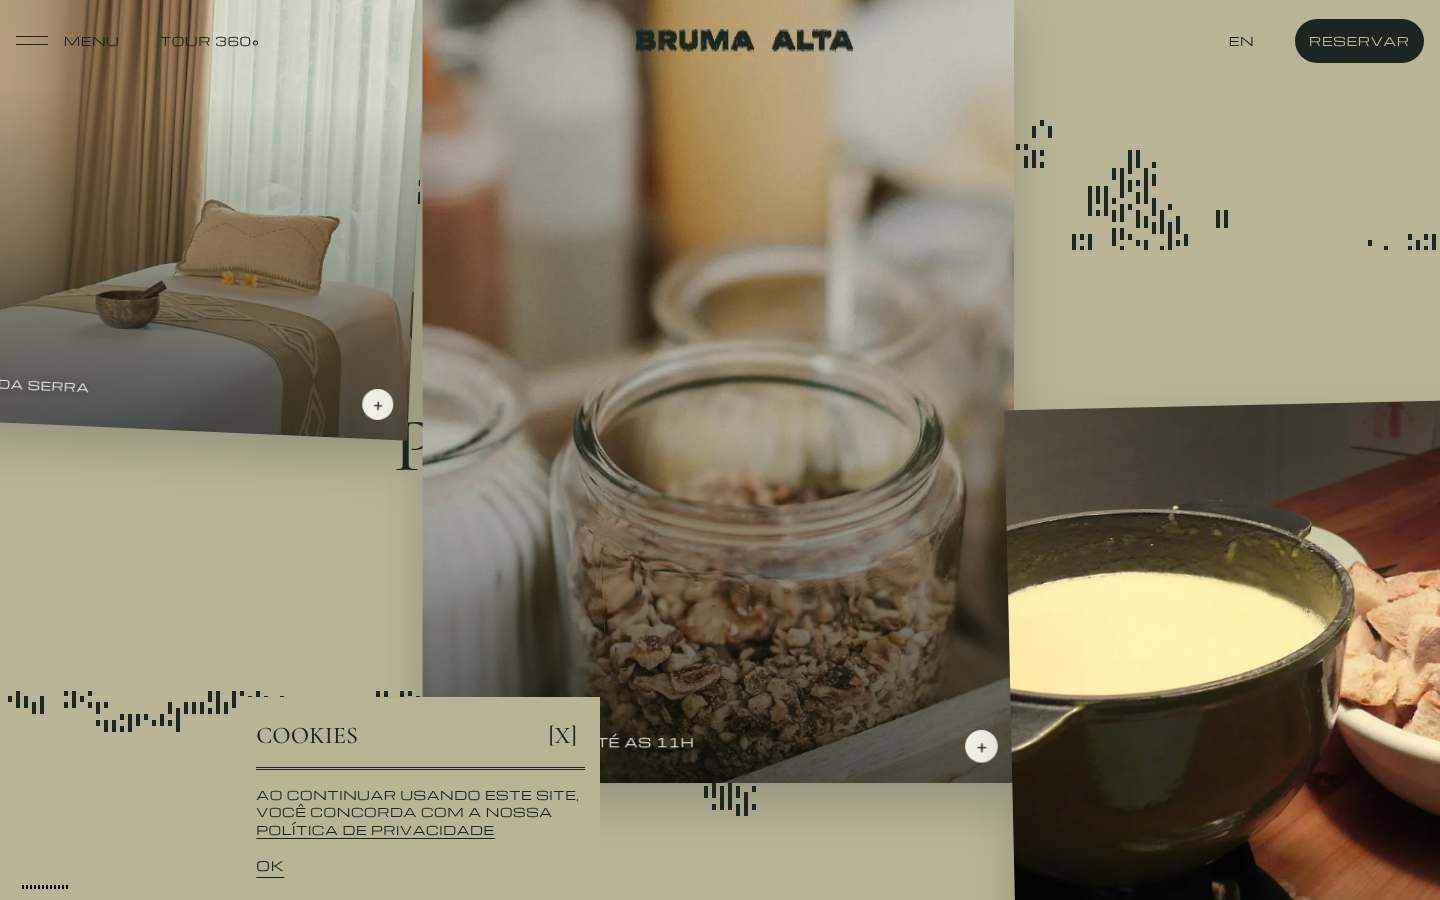 MENU
TOUR 360°
BRUMA ALTA
EN
RESERVAR
DA SERRA
+
P
TÉ AS 11H
+
COOKIES
[X]
AO CONTINUAR USANDO ESTE SITE,
VOCÊ CONCORDA COM A NOSSA
POLÍTICA DE PRIVACIDADE
OK